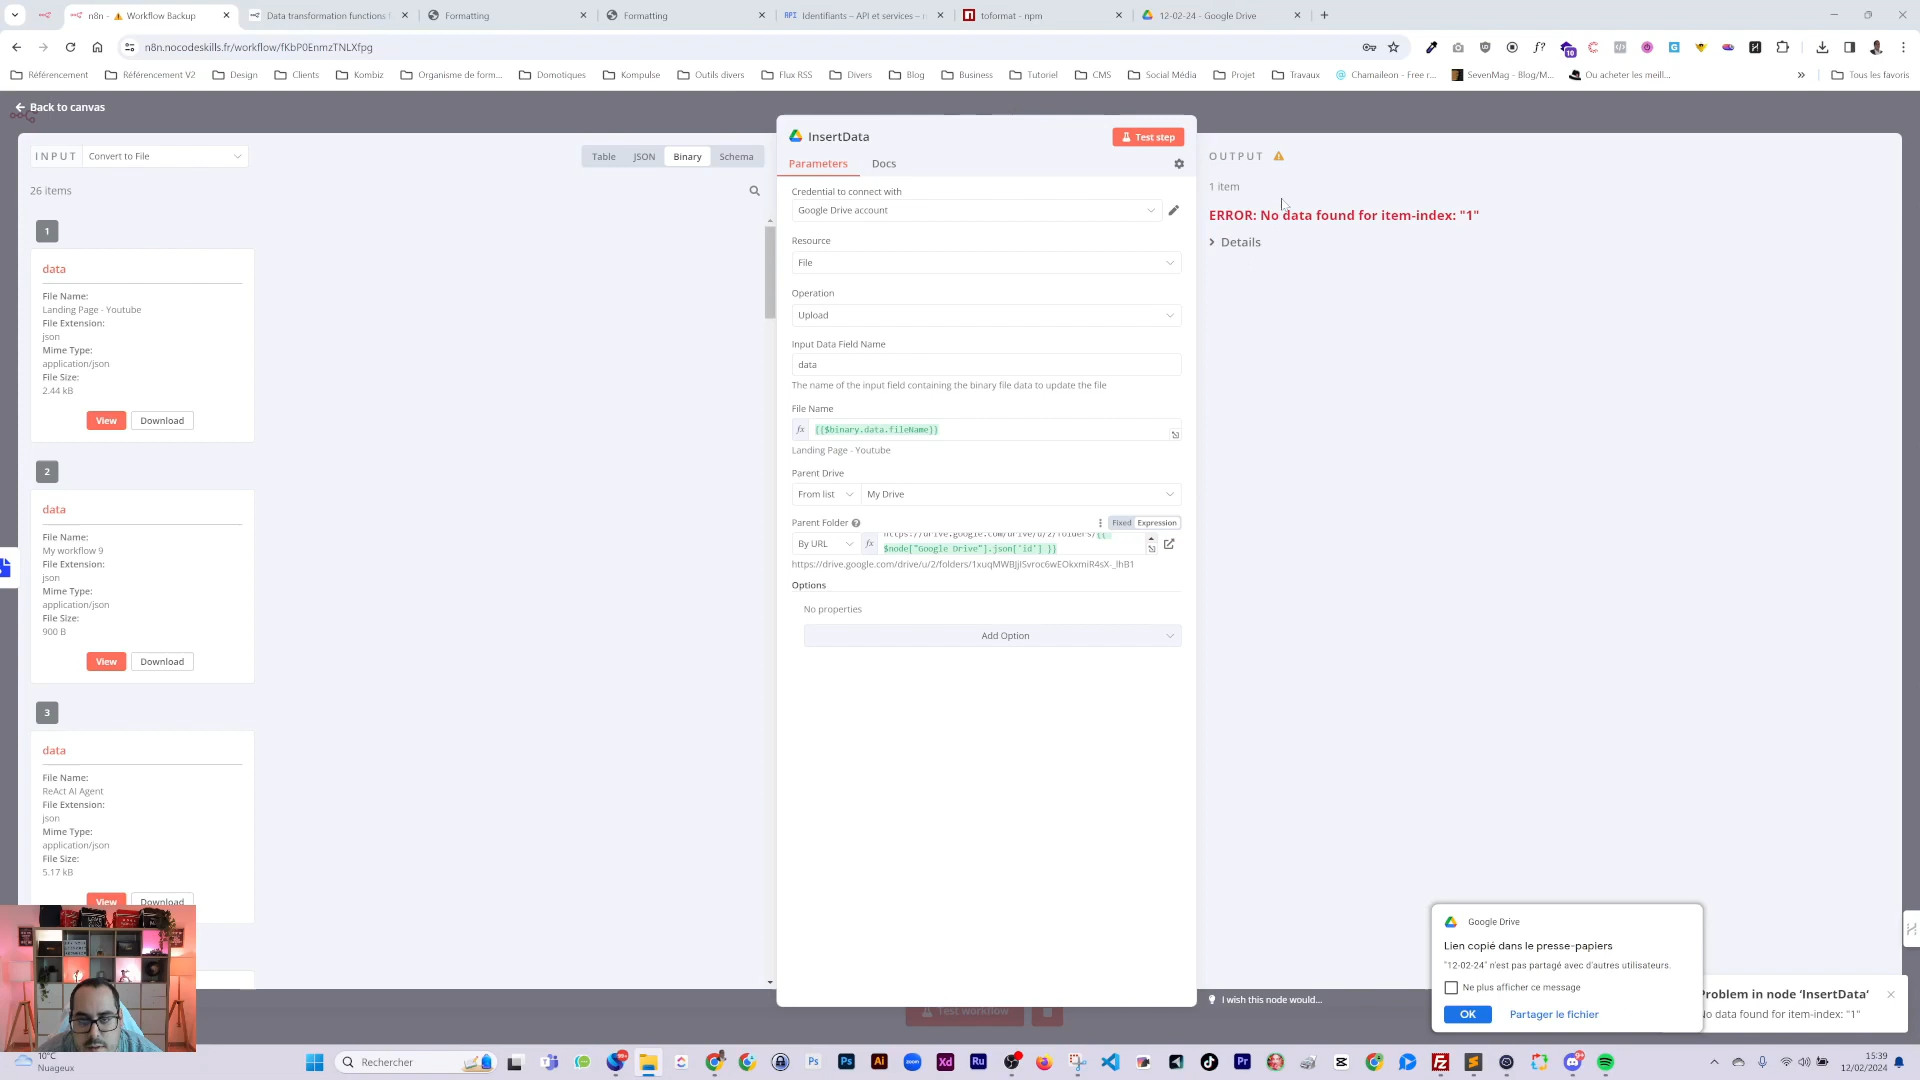 n8n - ⚠ Workflow Backup
Data transformation functions
Formatting
Formatting
Identifiants – API et services –
toformat - npm
12-02-24 - Google Drive
n8n.nocodeskills.fr/workflow/fKbP0EnmzTNLXfpg
Référencement
Référencement V2
Design
Clients
Kombiz
Organisme de form...
Domotiques
Kompulse
Outils divers
Flux RSS
Divers
Blog
Business
Tutoriel
CMS
Social Média
Projet
Travaux
Chamaileon - Free r...
SevenMag - Blog/M...
Ou acheter les meill...
Tous les favoris
Back to canvas
INPUT
Convert to File
Table
JSON
Binary
Schema
26 items
1
data
File Name:
Landing Page - Youtube
File Extension:
json
Mime Type:
application/json
File Size:
2.44 kB
View
Download
2
data
File Name:
My workflow 9
File Extension:
json
Mime Type:
application/json
File Size:
900 B
View
Download
3
data
File Name:
ReAct AI Agent
File Extension:
json
Mime Type:
application/json
File Size:
5.17 kB
View
Download
InsertData
Test step
Parameters
Docs
Credential to connect with
Google Drive account
Resource
File
Operation
Upload
Input Data Field Name
data
The name of the input field containing the binary file data to update the file
File Name
fx
{{$binary.data.fileName}}
Landing Page - Youtube
Parent Drive
From list
My Drive
Parent Folder
Fixed
Expression
By URL
fx
https://drive.google.com/drive/u/2/folders/{{
$node["Google Drive"].json['id'] }}
https://drive.google.com/drive/u/2/folders/1xuqMWBJjISvroc6wEOkxmiR4sX-_lhB1
Options
No properties
Add Option
OUTPUT
1 item
ERROR: No data found for item-index: "1"
Details
I wish this node would...
Test workflow
Google Drive
Lien copié dans le presse-papiers
"12-02-24" n'est pas partagé avec d'autres utilisateurs.
Ne plus afficher ce message
OK
Partager le fichier
Problem in node ‘InsertData’
No data found for item-index: "1"
10°C
Nuageux
Rechercher
15:39
12/02/2024